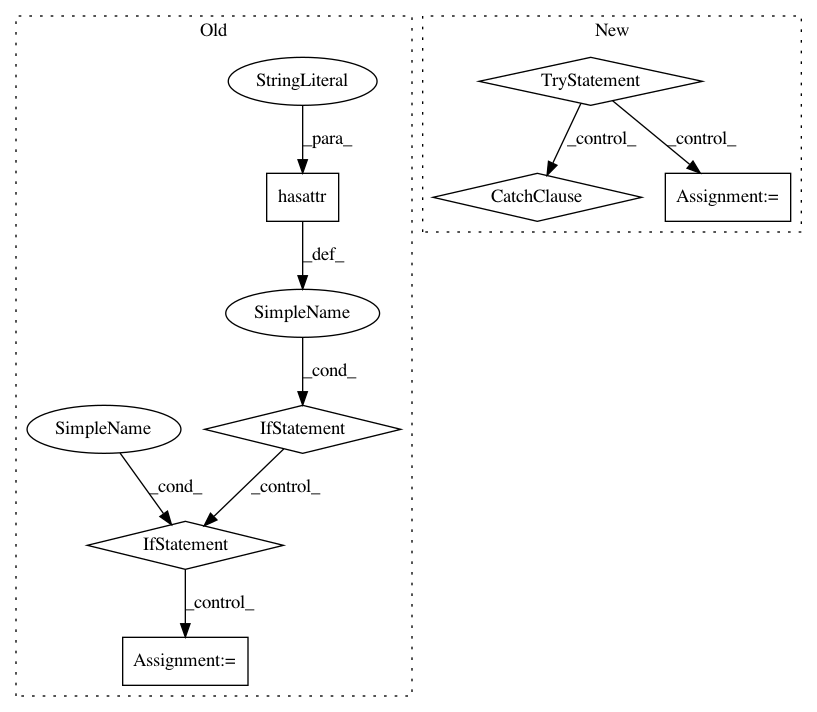 Old
New
StringLiteral
TryStatement
_para_
_control_
_control_
hasattr
CatchClause
Assignment:=
_def_
SimpleName
_cond_
SimpleName
IfStatement
_cond_
_control_
IfStatement
_control_
Assignment:=